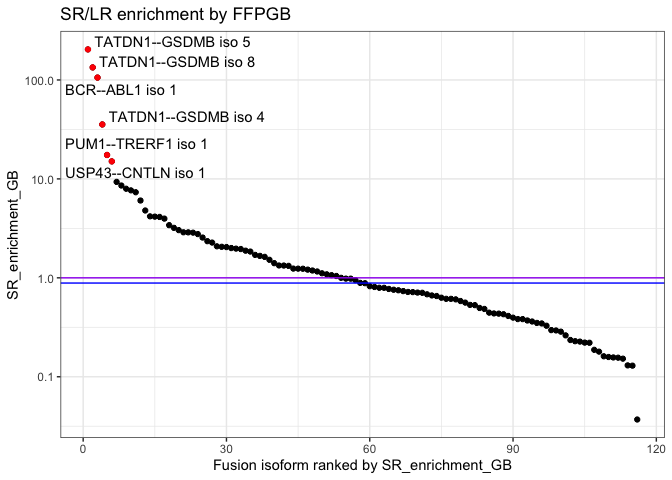 SR/LR enrichment by FFPGB
TATDN1--GSDMB iso 5
TATDN1--GSDMB iso 8
BCR--ABL1 iso 1
TATDN1--GSDMB iso 4
PUM1--TRERF1 iso 1
USP43--CNTLN iso 1
SR_enrichment_GB
100.0
10.0
1.0
0.1
0
30
60
90
120
Fusion isoform ranked by SR_enrichment_GB